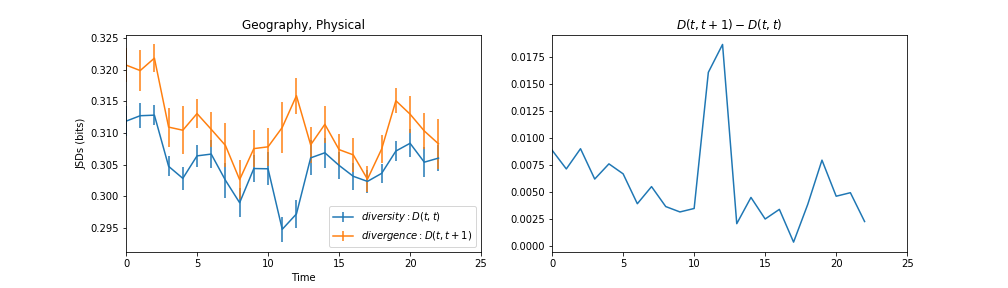 Geography, Physical
JSDs (bits)
0.325
0.320
0.315
0.310
0.305
0.300
0.295
0 5 10 15 20 25
Time
diversity: D(t, t)
divergence: D(t, t + 1)
D(t, t + 1) − D(t, t)
0.0175
0.0150
0.0125
0.0100
0.0075
0.0050
0.0025
0.0000
0 5 10 15 20 25